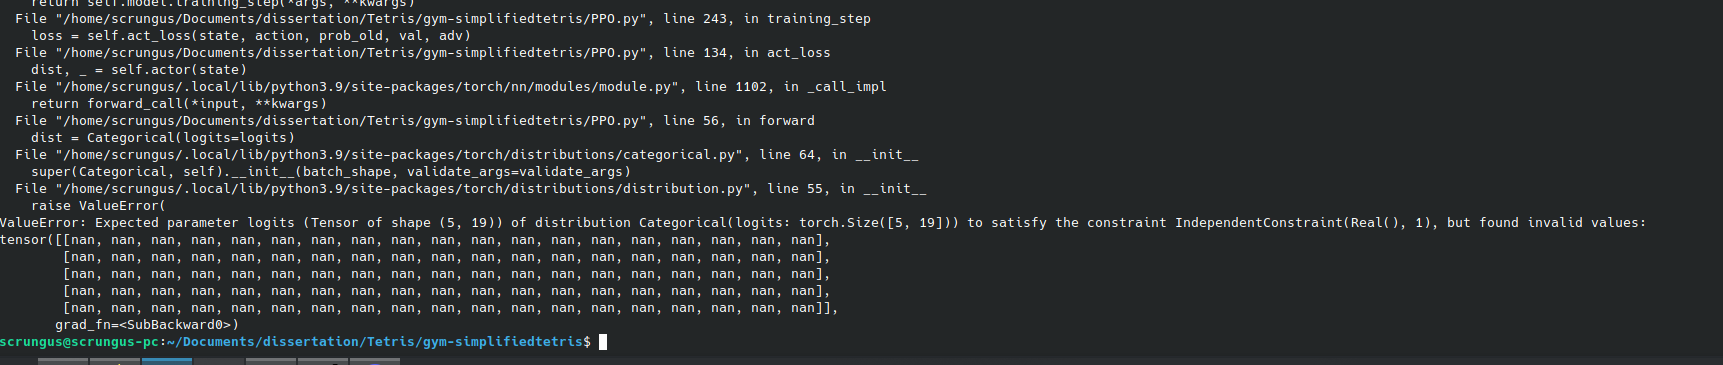 return self.model.training_step(*args, **kwargs)
File "/home/scrungus/Documents/dissertation/Tetris/gym-simplifiedtetris/PPO.py", line 243, in training_step
loss = self.act_loss(state, action, prob_old, val, adv)
File "/home/scrungus/Documents/dissertation/Tetris/gym-simplifiedtetris/PPO.py", line 134, in act_loss
dist, _ = self.actor(state)
File "/home/scrungus/.local/lib/python3.9/site-packages/torch/nn/modules/module.py", line 1102, in _call_impl
return forward_call(*input, **kwargs)
File "/home/scrungus/Documents/dissertation/Tetris/gym-simplifiedtetris/PPO.py", line 56, in forward
dist = Categorical(logits=logits)
File "/home/scrungus/.local/lib/python3.9/site-packages/torch/distributions/categorical.py", line 64, in __init__
super(Categorical, self).__init__(batch_shape, validate_args=validate_args)
File "/home/scrungus/.local/lib/python3.9/site-packages/torch/distributions/distribution.py", line 55, in __init__
raise ValueError(
ValueError: Expected parameter logits (Tensor of shape (5, 19)) of distribution Categorical(logits: torch.Size([5, 19])) to satisfy the constraint IndependentConstraint(Real(), 1), but found invalid values:
tensor([[nan, nan, nan, nan, nan, nan, nan, nan, nan, nan, nan, nan, nan, nan, nan, nan, nan, nan, nan],
[nan, nan, nan, nan, nan, nan, nan, nan, nan, nan, nan, nan, nan, nan, nan, nan, nan, nan, nan],
[nan, nan, nan, nan, nan, nan, nan, nan, nan, nan, nan, nan, nan, nan, nan, nan, nan, nan, nan],
[nan, nan, nan, nan, nan, nan, nan, nan, nan, nan, nan, nan, nan, nan, nan, nan, nan, nan, nan],
[nan, nan, nan, nan, nan, nan, nan, nan, nan, nan, nan, nan, nan, nan, nan, nan, nan, nan, nan]],
grad_fn=<SubBackward0>)
scrungus@scrungus-pc:~/Documents/dissertation/Tetris/gym-simplifiedtetris$